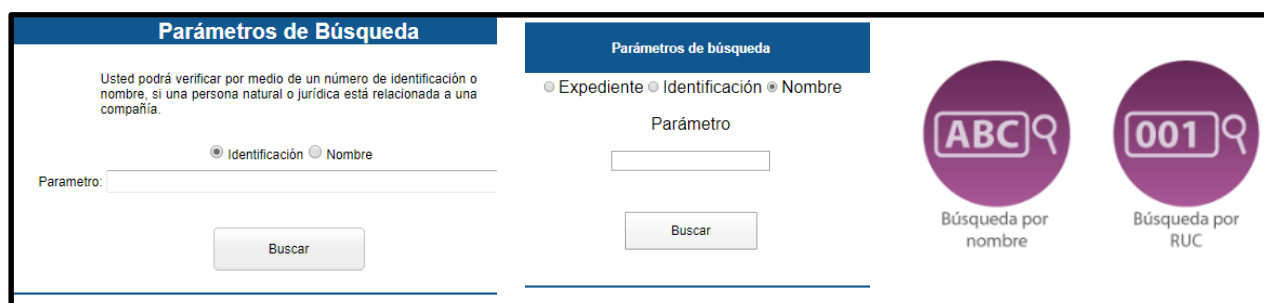 Parámetros de Búsqueda
Usted podrá verificar por medio de un número de identificación o
nombre, si una persona natural o jurídica está relacionada a una
compañía.
Identificación Nombre
Parametro:
Buscar
Parámetros de búsqueda
Expediente Identificación Nombre
Parámetro
Buscar
ABC
Búsqueda por
nombre
001
Búsqueda por
RUC